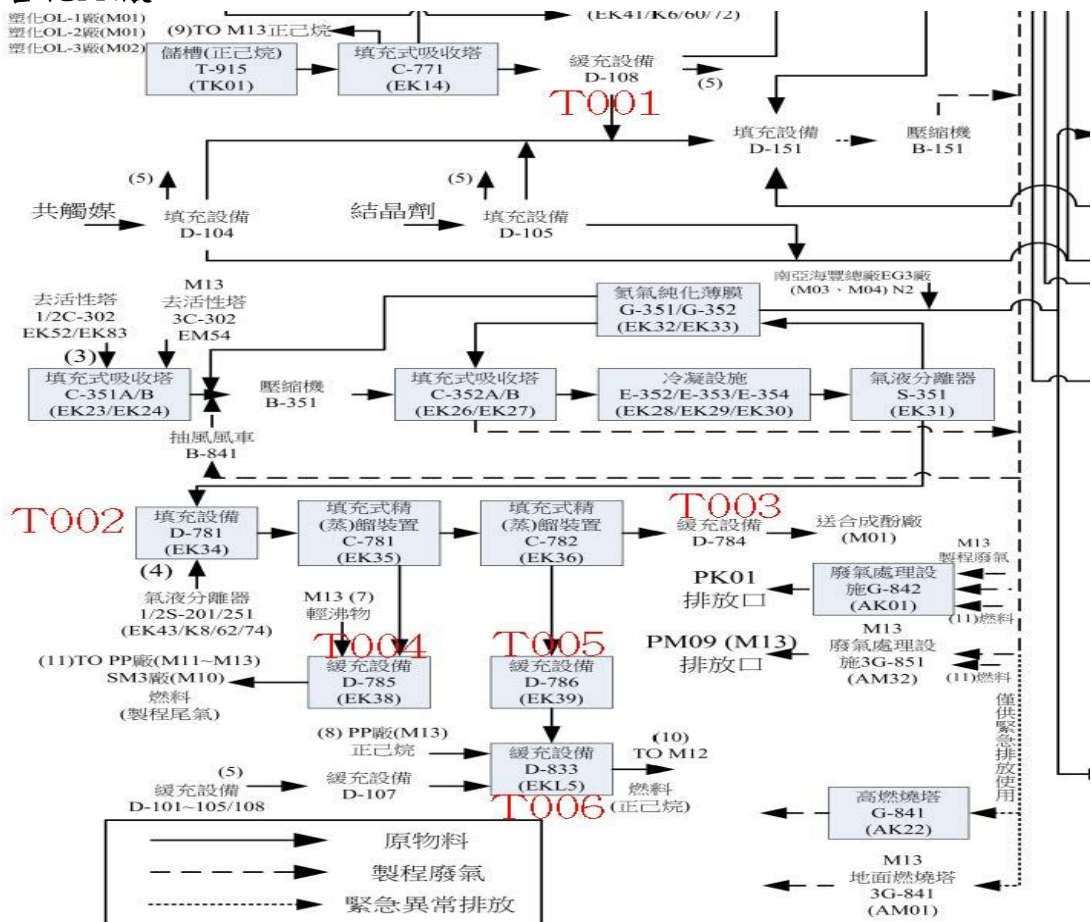 塑化OL-1廠(M01)
塑化OL-2廠(M01)
塑化OL-3廠(M02)
(9)TO M13正己烷
(EK41/K6/60/72)
儲槽(正己烷)
T-915
(TK01)
填充式吸收塔
C-771
(EK14)
緩充設備
D-108
(5)
T001
填充設備
D-151
壓縮機
B-151
(5)
(5)
共觸媒
填充設備
D-104
結晶劑
填充設備
D-105
南亞海豐總廠EG3廠
(M03、M04) N2
去活性塔
1/2C-302
EK52/EK83
M13
去活性塔
3C-302
EM54
氮氣純化薄膜
G-351/G-352
(EK32/EK33)
(3)
填充式吸收塔
C-351A/B
(EK23/EK24)
壓縮機
B-351
填充式吸收塔
C-352A/B
(EK26/EK27)
冷凝設施
E-352/E-353/E-354
(EK28/EK29/EK30)
氣液分離器
S-351
(EK31)
抽風風車
B-841
T002
填充設備
D-781
(EK34)
填充式精
(蒸)餾裝置
C-781
(EK35)
填充式精
(蒸)餾裝置
C-782
(EK36)
T003
緩充設備
D-784
送合成酚廠
(M01)
(4)
氣液分離器
1/2S-201/251
(EK43/K8/62/74)
M13 (7)
輕沸物
T004
T005
PK01
排放口
廢氣處理設
施G-842
(AK01)
M13
製程廢氣
(11)燃料
(11)TO PP廠(M11~M13)
SM3廠(M10)
燃料
(製程尾氣)
緩充設備
D-785
(EK38)
緩充設備
D-786
(EK39)
PM09 (M13)
排放口
M13
廢氣處理設
施3G-851
(AM32)
(11)燃料
(8) PP廠(M13)
正己烷
緩充設備
D-833
(EKL5)
(10)
TO M12
燃料
(正己烷)
(5)
緩充設備
D-101~105/108
緩充設備
D-107
T006
僅供緊急排放使用
高燃燒塔
G-841
(AK22)
M13
地面燃燒塔
3G-841
(AM01)
原物料
製程廢氣
緊急異常排放